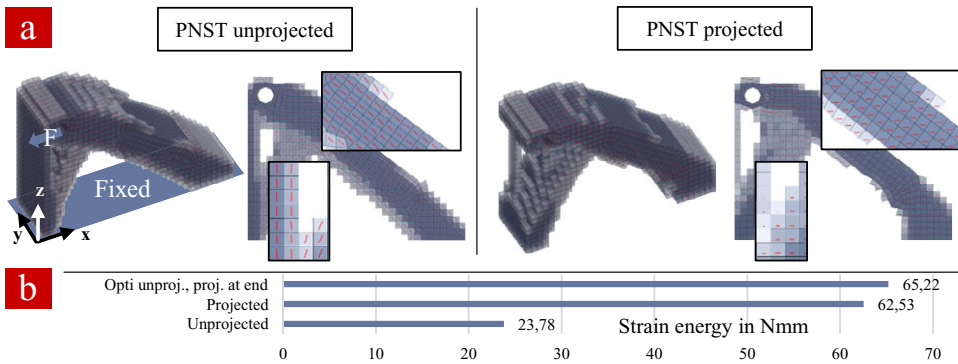 a
PNST unprojected
PNST projected
F
Fixed
z
y
x
b
Opti unproj., proj. at end
65,22
Projected
62,53
Unprojected
23,78
Strain energy in Nmm
0 10 20 30 40 50 60 70